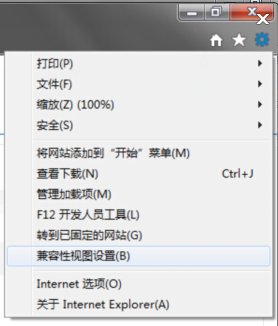 打印(P)
文件(F)
缩放(Z) (100%)
安全(S)
将网站添加到“开始”菜单(M)
查看下载(N) Ctrl+J
管理加载项(M)
F12 开发人员工具(L)
转到已固定的网站(G)
兼容性视图设置(B)
Internet 选项(O)
关于 Internet Explorer(A)